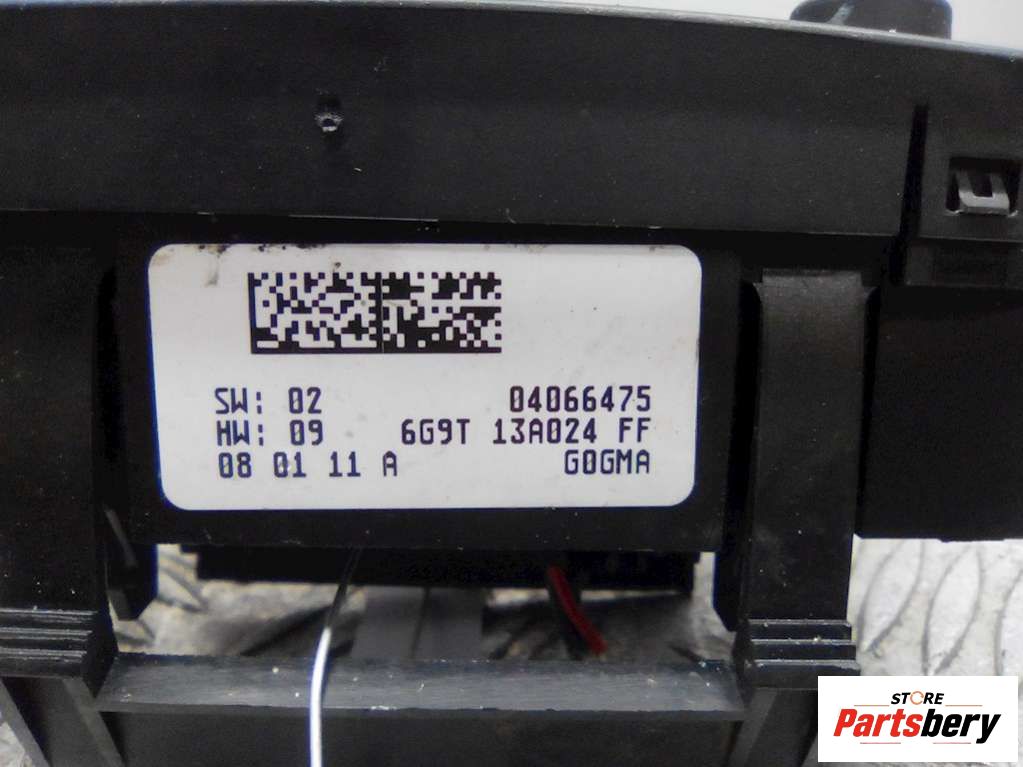 SW: 02 04066475
HW: 09 6G9T 13A024 FF
08 01 11 A G0GMA
STORE
Partsbery